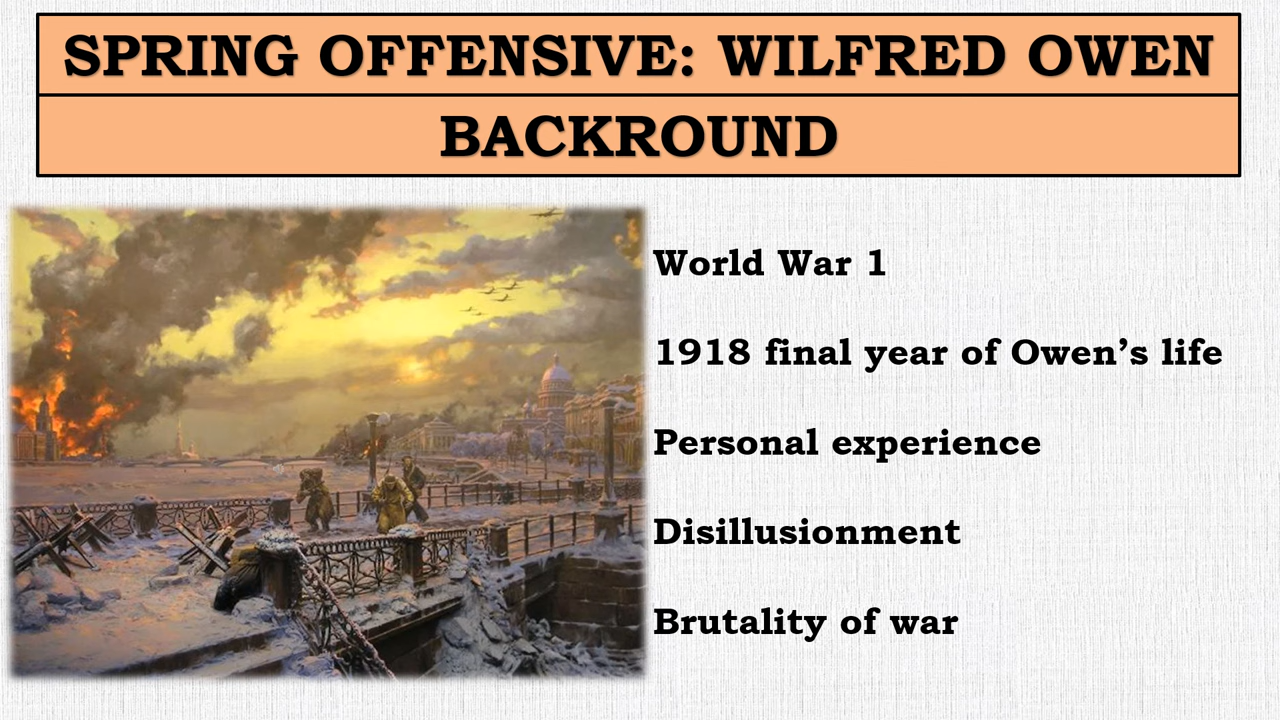 SPRING OFFENSIVE: WILFRED OWEN
BACKROUND
World War 1
1918 final year of Owen’s life
Personal experience
Disillusionment
Brutality of war